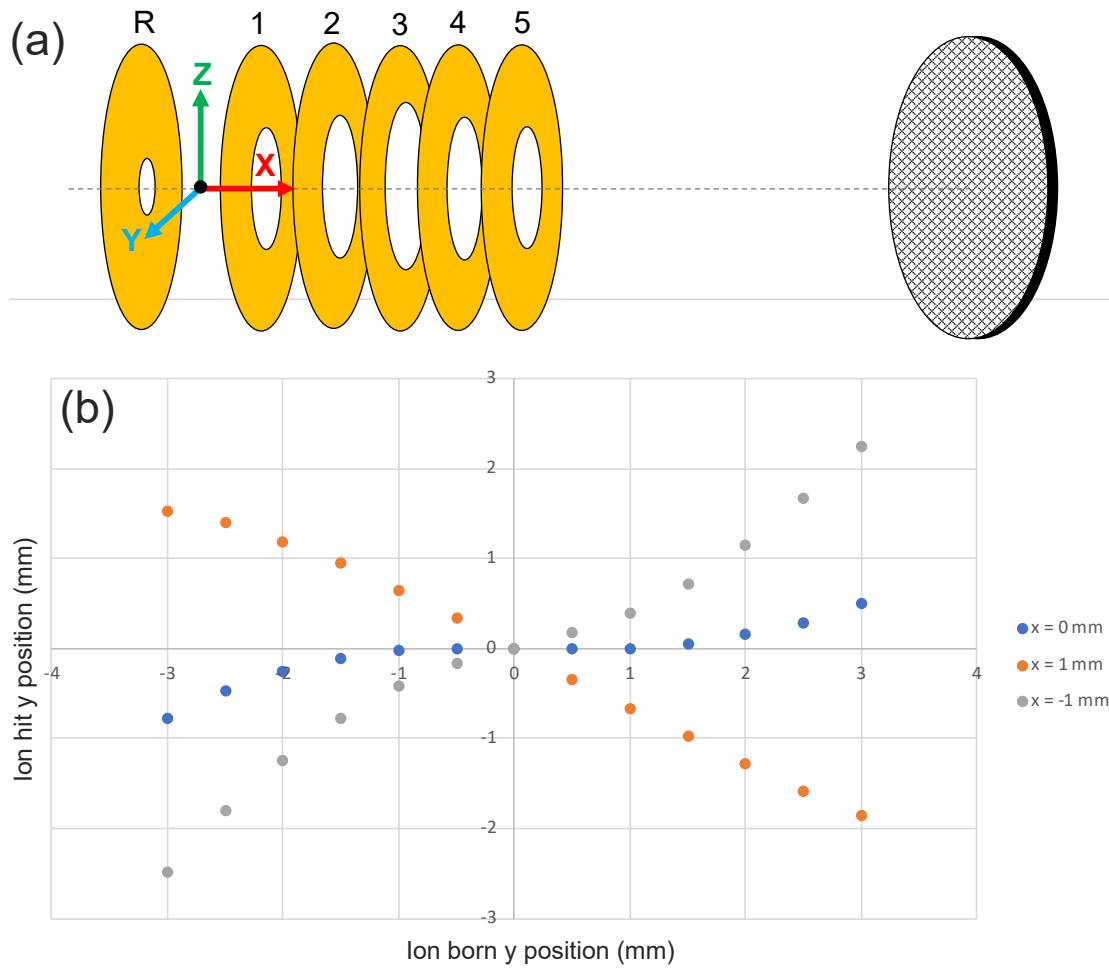 (a)
R 1 2 3 4 5
Z
X
Y
(b)
3
2
1
0
-1
-2
-3
-4 -3 -2 -1 0 1 2 3 4
Ion hit y position (mm)
Ion born y position (mm)
x = 0 mm
x = 1 mm
x = -1 mm